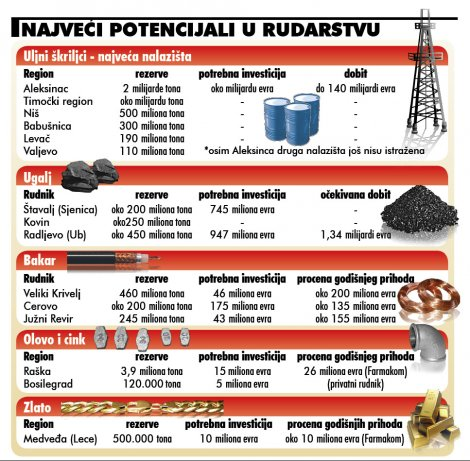 NAJVEĆI POTENCIJALI U RUDARSTVU
Uljni škriljci - najveća nalazišta
Region rezerve potrebna investicija dobit
Aleksinac 2 milijarde tona oko milijardu evra do 140 milijardi evra
Timočki region oko milijardu tona - -
Niš 500 miliona tona - -
Babušnica 300 miliona tona - -
Levač 190 miliona tona - -
Valjevo 110 miliona tona *osim Aleksinca druga nalazišta još nisu istražena
Ugalj
Rudnik rezerve potrebna investicija očekivana dobit
Štavalj (Sjenica) oko 200 miliona tona 745 miliona evra -
Kovin oko250 miliona tona - -
Radljevo (Ub) oko 450 miliona tona 947 miliona evra 1,34 milijardi evra
Bakar
Rudnik rezerve potrebna investicija procena godišnjeg prihoda
Veliki Krivelj 460 miliona tona 46 miliona evra oko 200 miliona evra
Cerovo oko 200 miliona tona 175 miliona evra oko 135 miliona evra
Južni Revir 245 miliona tona 43 miliona evra oko 155 miliona evra
Olovo i cink
Region rezerve potrebna investicija procena godišnjeg prihoda
Raška 3,9 miliona tona 15 miliona evra 26 miliona evra (Farmakom)
Bosilegrad 120.000 tona 5 miliona evra (privatni rudnik)
Zlato
Region rezerve potrebna investicija procena godišnjih prihoda
Medveđa (Lece) 500.000 tona 10 miliona evra oko 10 miliona evra (Farmakom)